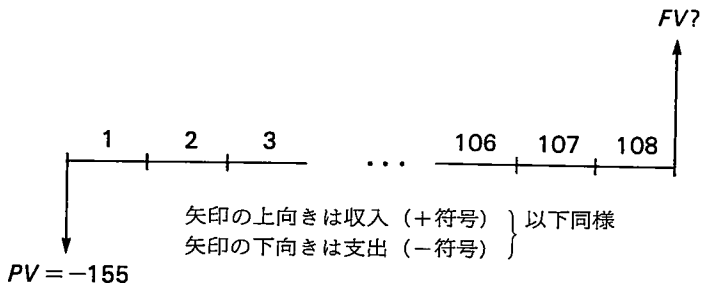 FV?
1 2 3 ... 106 107 108
矢印の上向きは収入（＋符号）
矢印の下向きは支出（－符号）
以下同様
PV＝－155